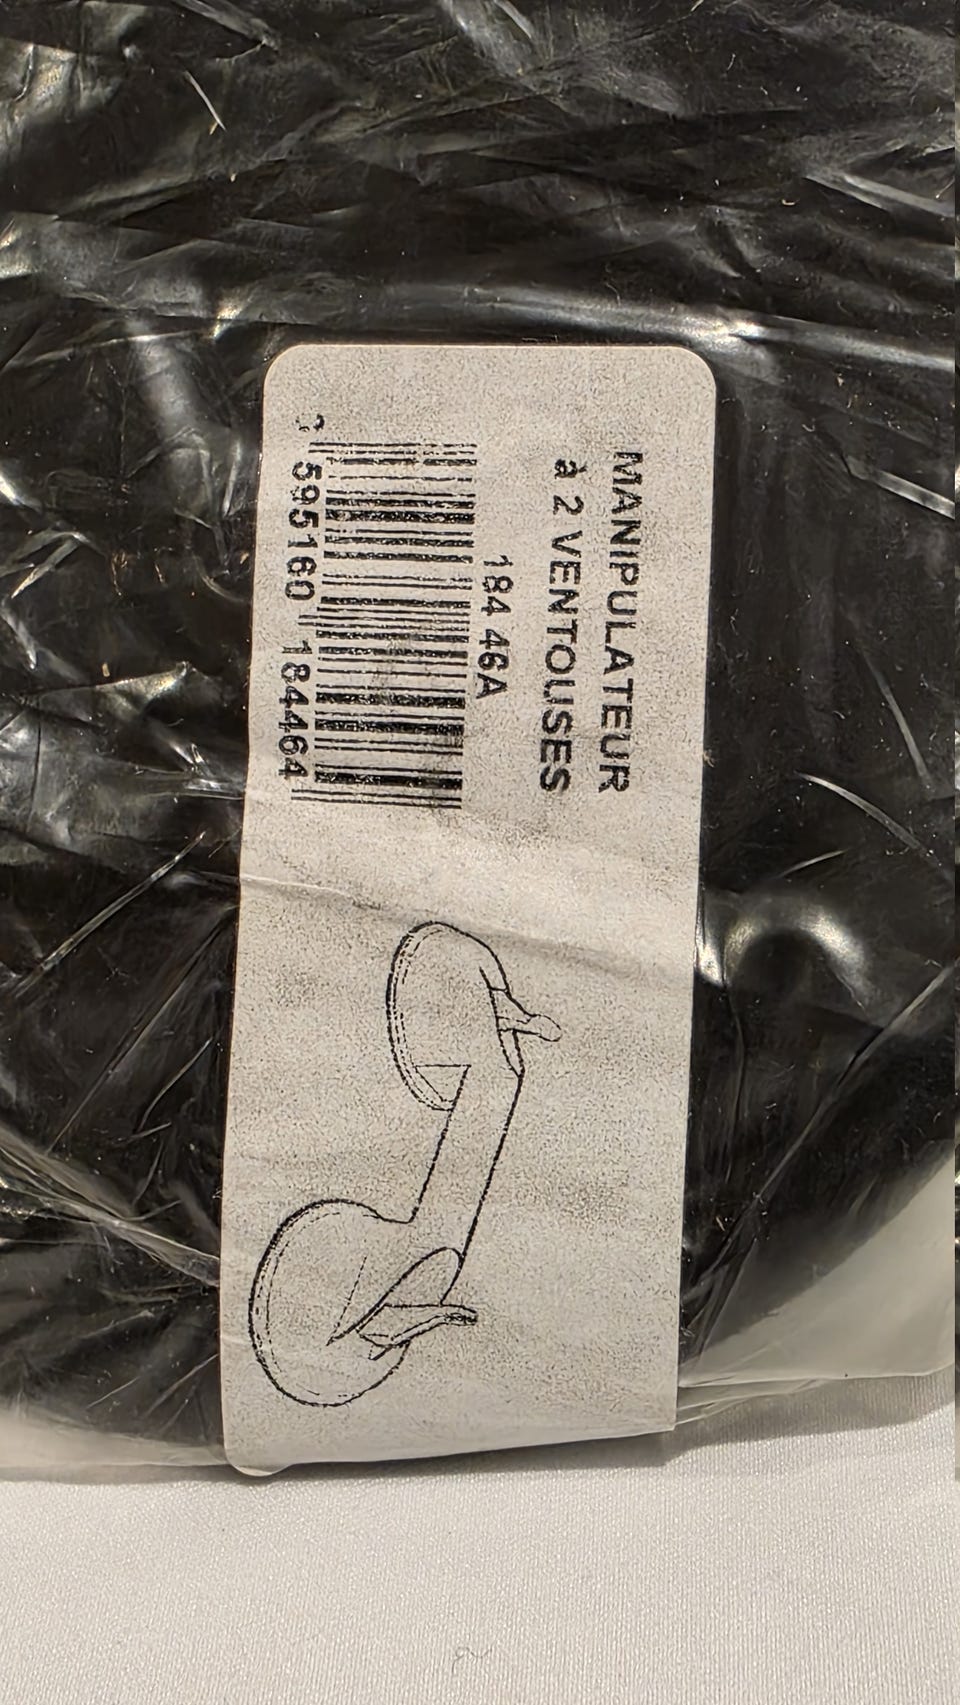 MANIPULATEUR
à 2 VENTOUSES
184 46A
3 595160 184464